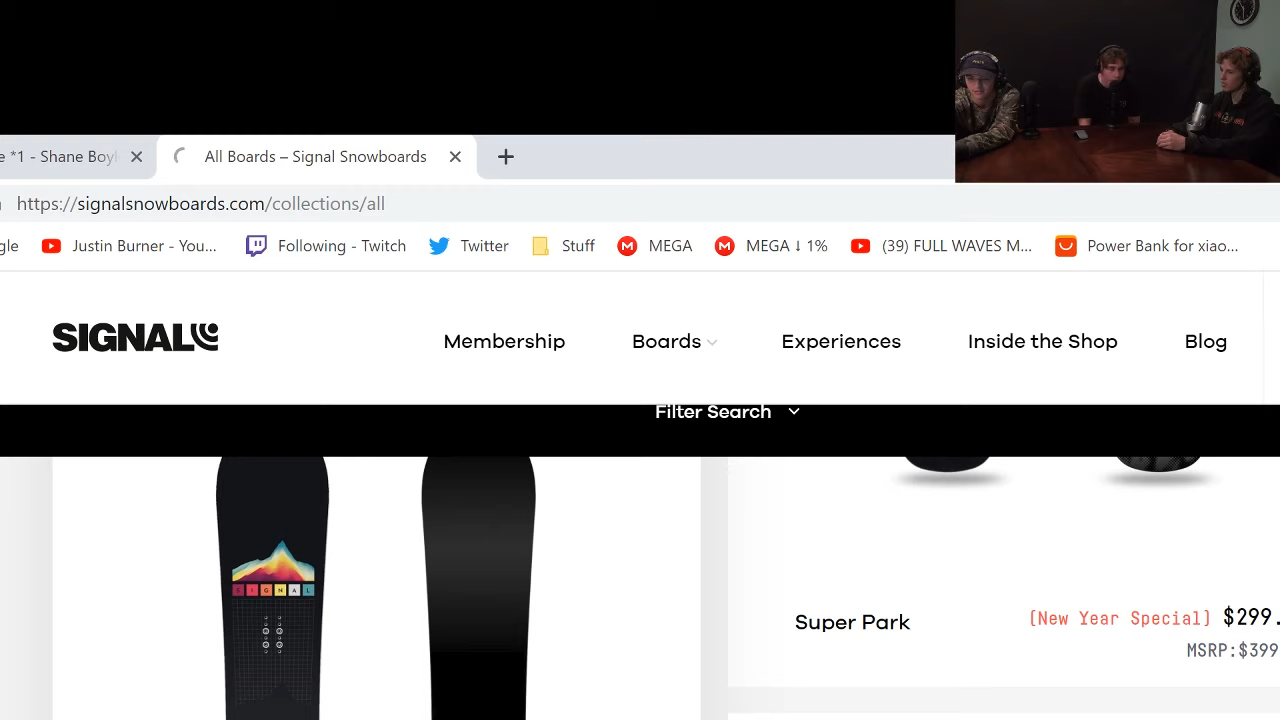 e *1 - Shane Boyl
All Boards – Signal Snowboards
https://signalsnowboards.com/collections/all
gle
Justin Burner - You...
Following - Twitch
Twitter
Stuff
MEGA
MEGA ↓ 1%
(39) FULL WAVES M...
Power Bank for xiao...
SIGNAL
Membership
Boards
Experiences
Inside the Shop
Blog
Filter Search
SIGNAL
Super Park
[New Year Special] $299.
MSRP:$399